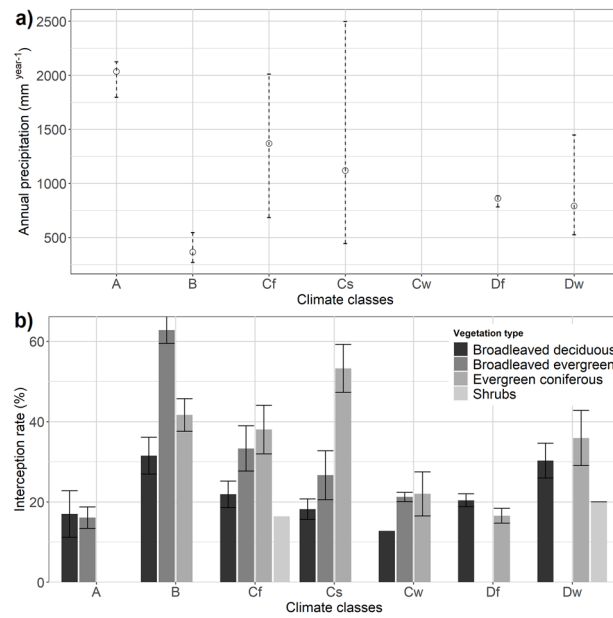 a)
Annual precipitation (mm year-1)
2500
2000
1500
1000
500
A B Cf Cs Cw Df Dw
Climate classes
b)
Interception rate (%)
60
40
20
0
Vegetation type
Broadleaved deciduous
Broadleaved evergreen
Evergreen coniferous
Shrubs
A B Cf Cs Cw Df Dw
Climate classes